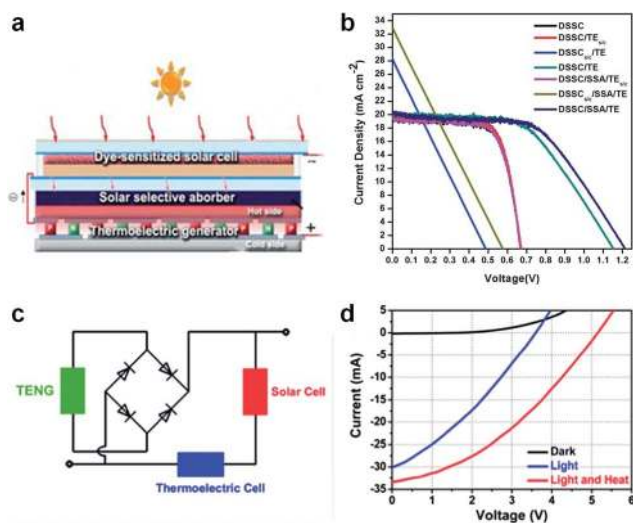 a
Dye-sensitized solar cell
Solar selective aborber
Hot side
Thermoelectric generator
Cold side
−
+
b
Current Density (mA cm⁻²)
34
32
30
28
26
24
22
20
18
16
14
12
10
8
6
4
2
0
0.0 0.1 0.2 0.3 0.4 0.5 0.6 0.7 0.8 0.9 1.0 1.1 1.2
Voltage(V)
DSSC
DSSC/TEs/c
DSSCs/c/TE
DSSC/TE
DSSC/SSA/TEs/c
DSSCs/c/SSA/TE
DSSC/SSA/TE
c
TENG
Solar Cell
Thermoelectric Cell
d
Current (mA)
5
0
-5
-10
-15
-20
-25
-30
-35
0 1 2 3 4 5 6
Voltage (V)
Dark
Light
Light and Heat